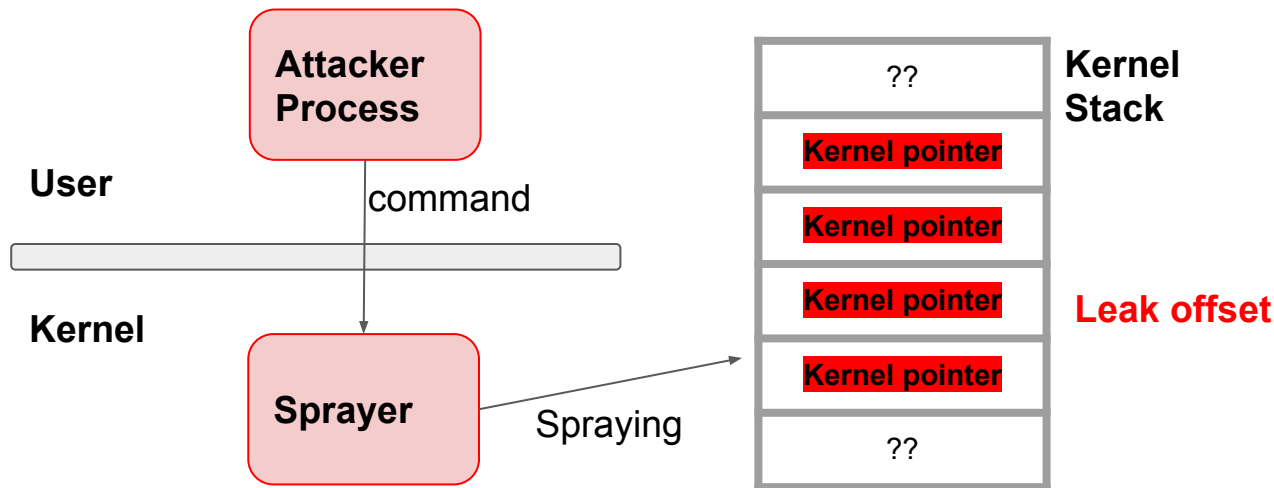 Attacker
Process
User
command
Kernel
Sprayer
Spraying
??
Kernel pointer
Kernel pointer
Kernel pointer
Kernel pointer
??
Kernel
Stack
Leak offset